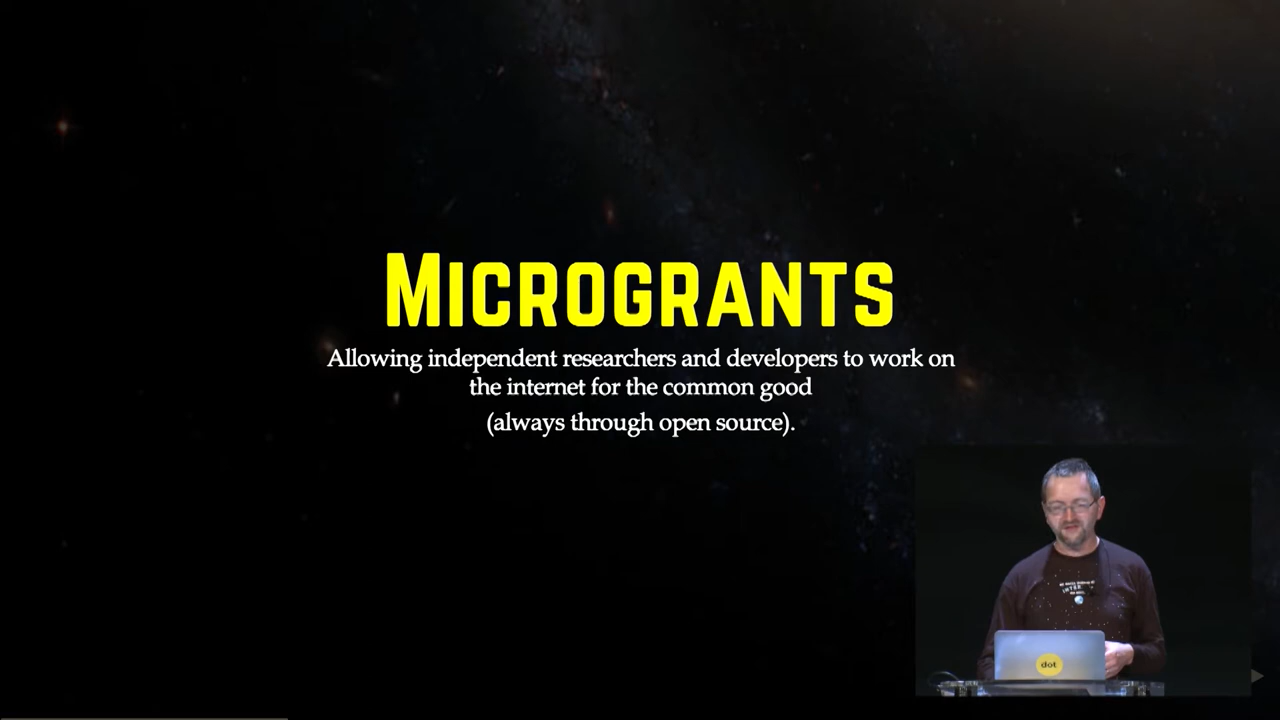 Microgrants
Allowing independent researchers and developers to work on
the internet for the common good
(always through open source).
dot